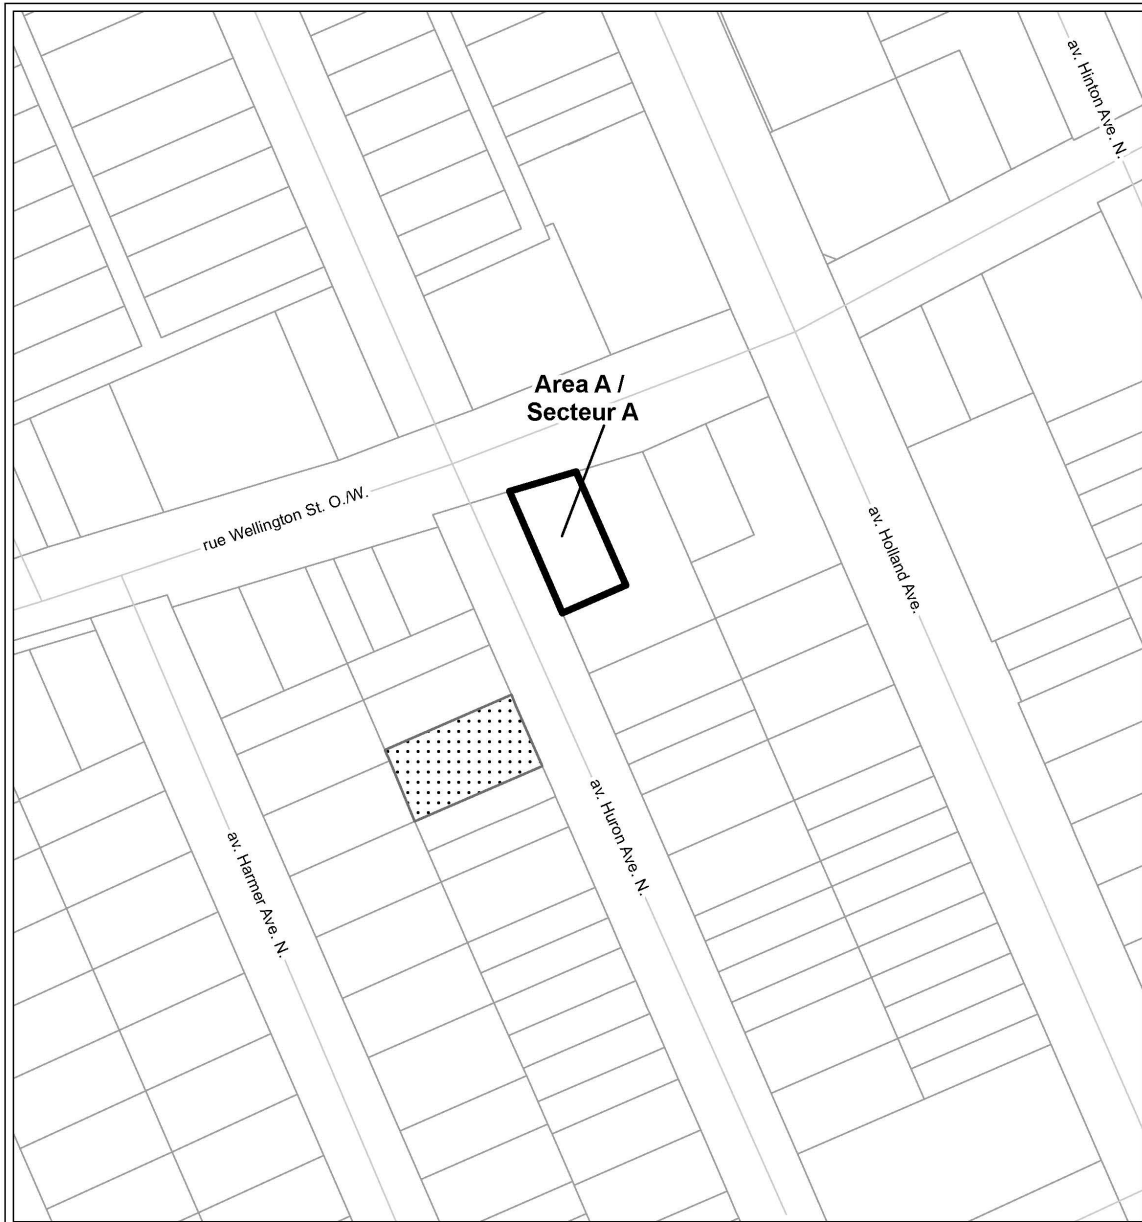 av. Hinton Ave. N.
Area A /
Secteur A
rue Wellington St. O./W.
av. Holland Ave.
av. Huron Ave. N.
av. Harmer Ave. N.